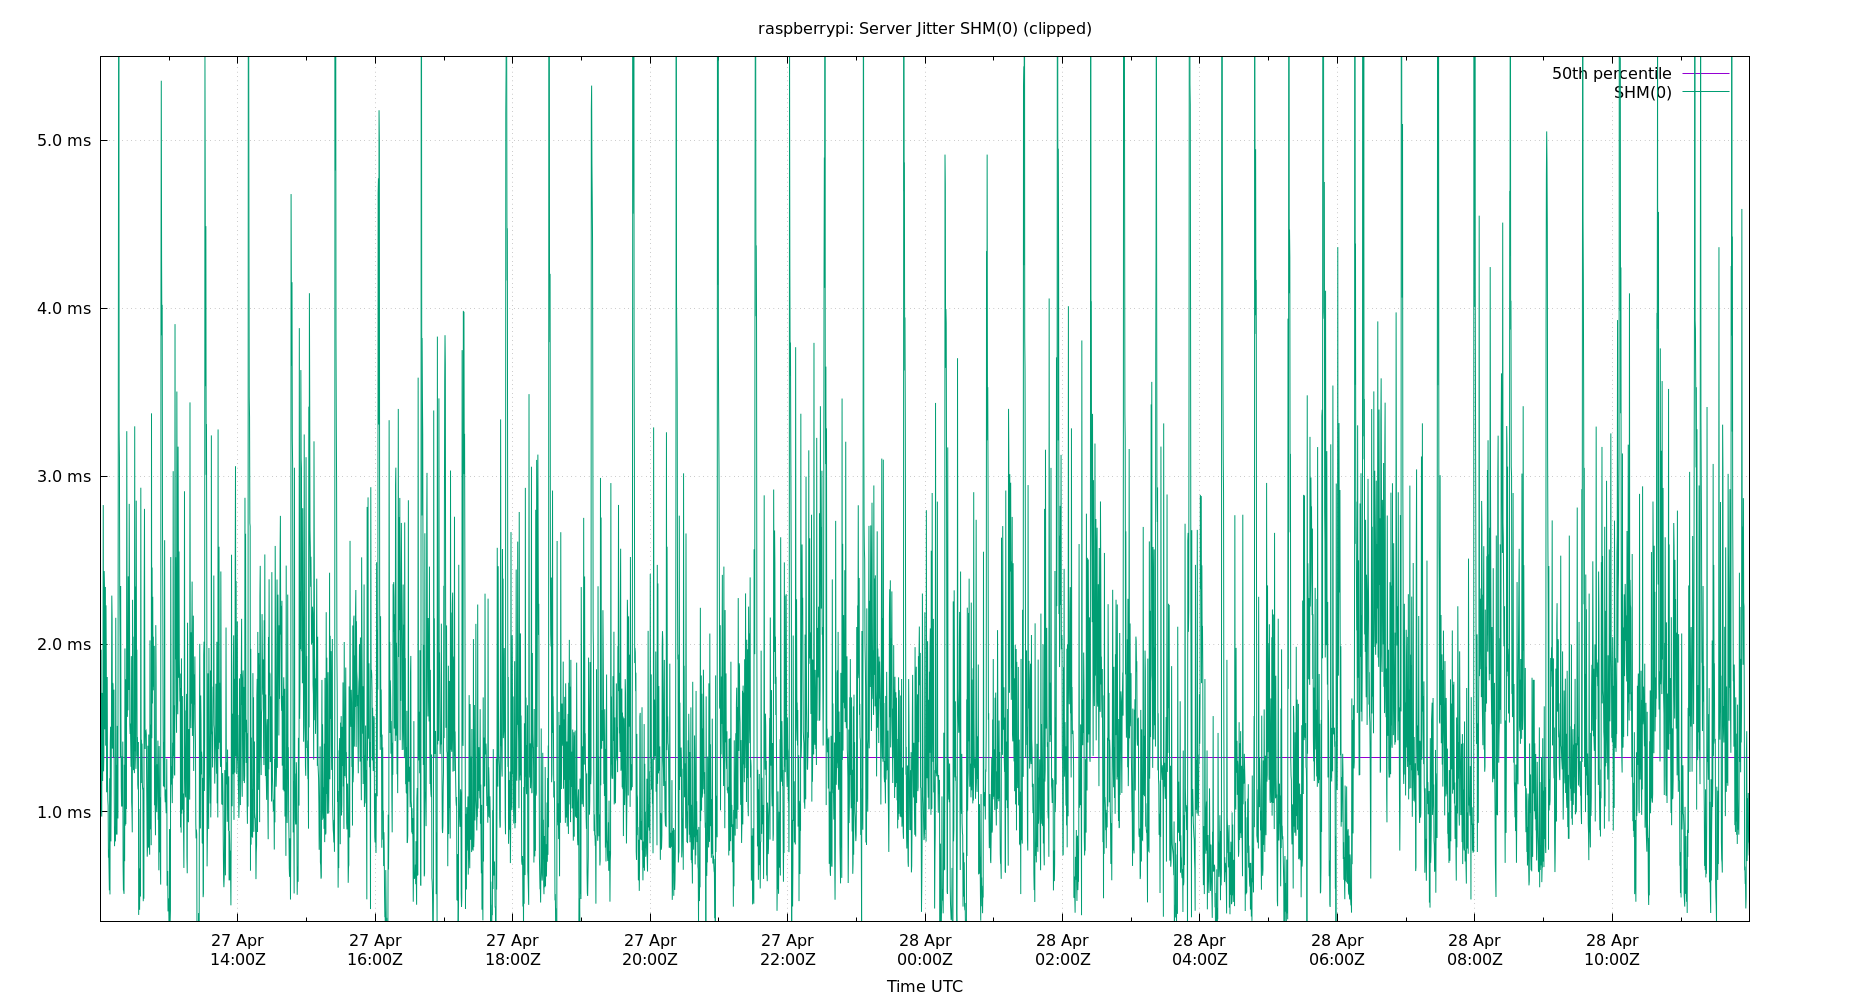 raspberrypi: Server Jitter SHM(0) (clipped)
50th percentile
SHM(0)
5.0 ms
4.0 ms
3.0 ms
2.0 ms
1.0 ms
27 Apr 27 Apr 27 Apr 27 Apr 27 Apr 28 Apr 28 Apr 28 Apr 28 Apr 28 Apr 28 Apr
14:00Z 16:00Z 18:00Z 20:00Z 22:00Z 00:00Z 02:00Z 04:00Z 06:00Z 08:00Z 10:00Z
Time UTC